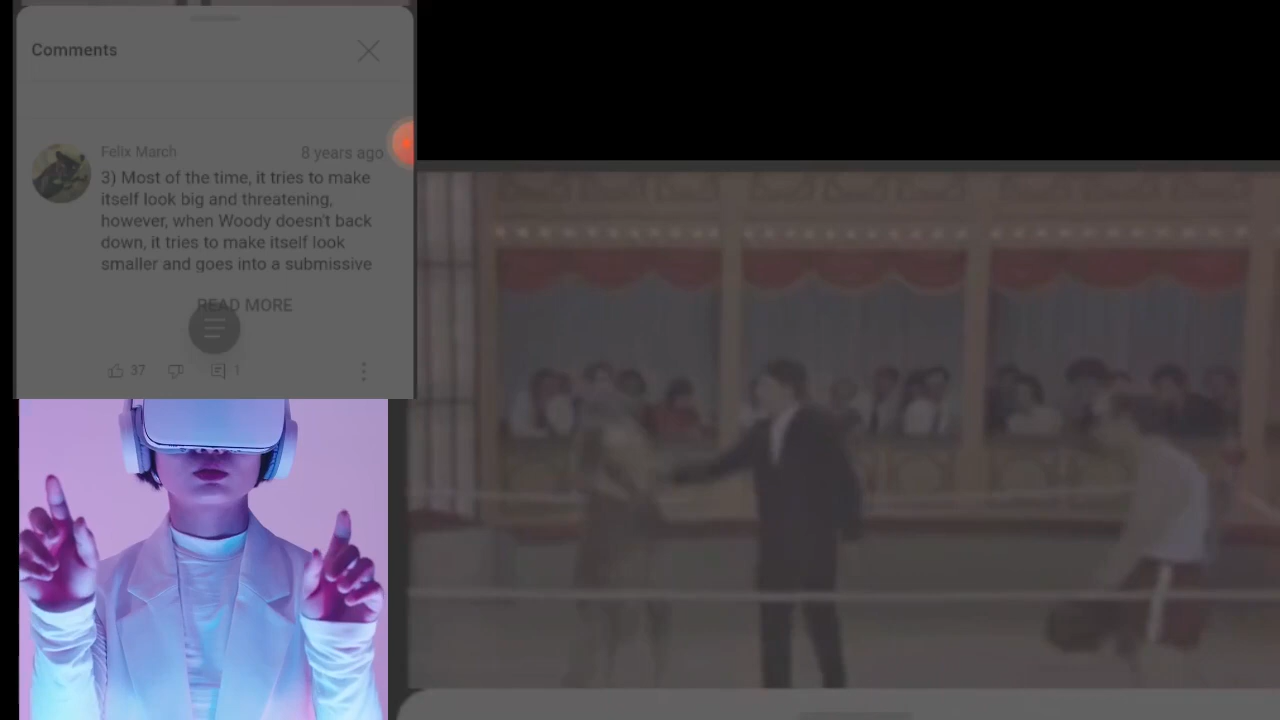 Comments
Felix March
8 years ago
3) Most of the time, it tries to make
itself look big and threatening,
however, when Woody doesn't back
down, it tries to make itself look
smaller and goes into a submissive
READ MORE
37
1